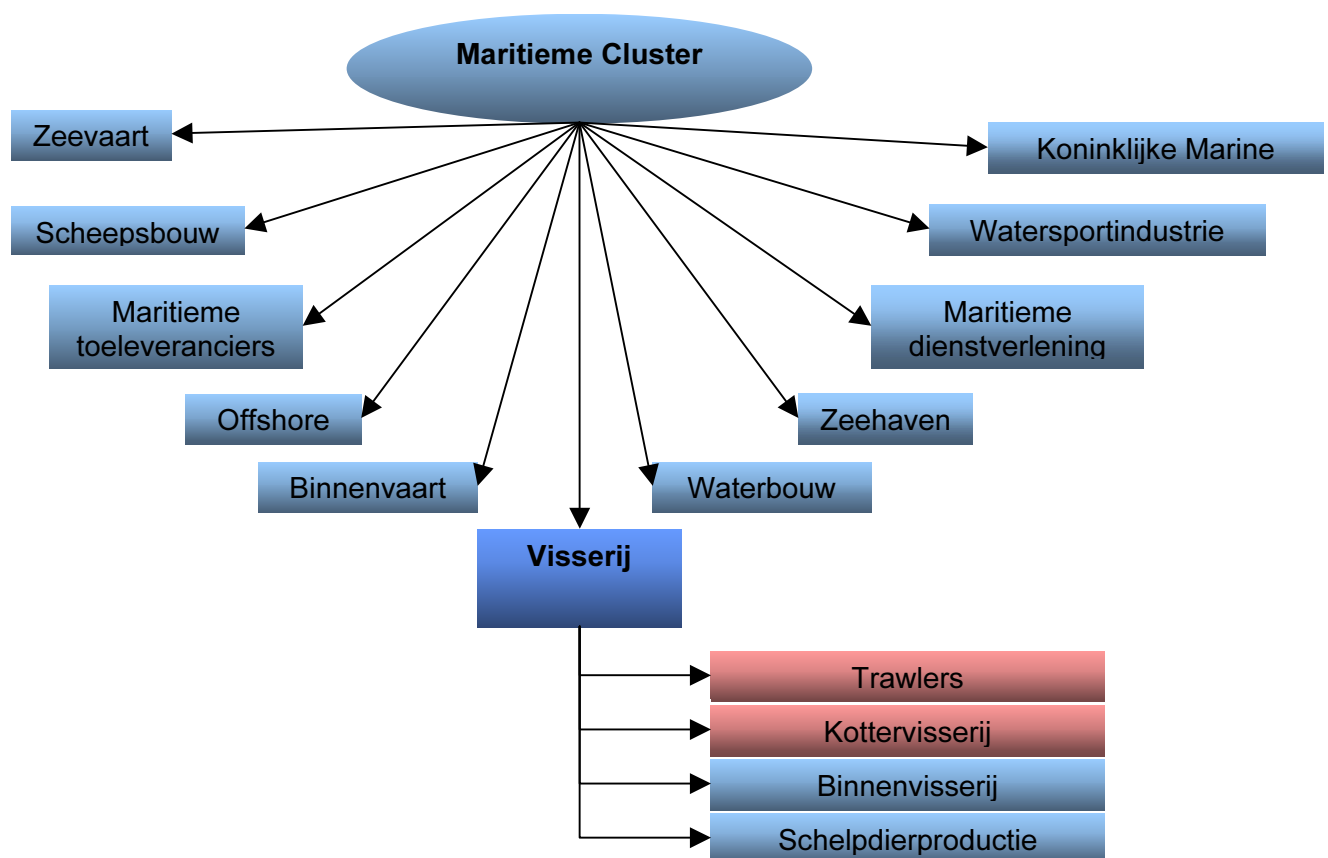 Maritieme Cluster
Zeevaart
Koninklijke Marine
Scheepsbouw
Watersportindustrie
Maritieme
toeleveranciers
Maritieme
dienstverlening
Offshore
Zeehaven
Binnenvaart
Waterbouw
Visserij
Trawlers
Kottervisserij
Binnenvisserij
Schelpdierproductie